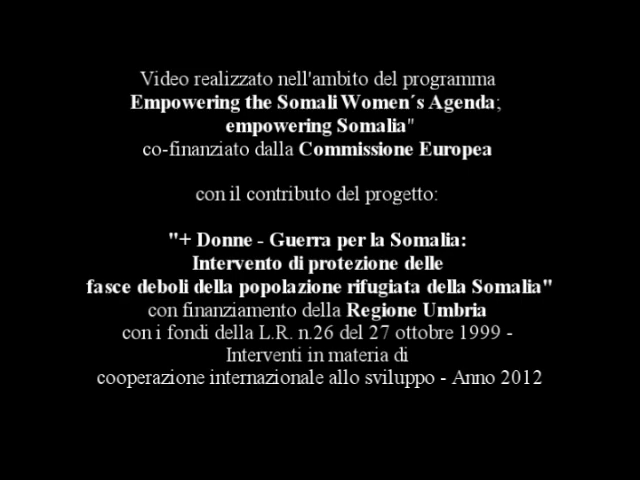 Video realizzato nell'ambito del programma
Empowering the Somali Women´s Agenda;
empowering Somalia"
co-finanziato dalla Commissione Europea
con il contributo del progetto:
"+ Donne - Guerra per la Somalia:
Intervento di protezione delle
fasce deboli della popolazione rifugiata della Somalia"
con finanziamento della Regione Umbria
con i fondi della L.R. n.26 del 27 ottobre 1999 -
Interventi in materia di
cooperazione internazionale allo sviluppo - Anno 2012